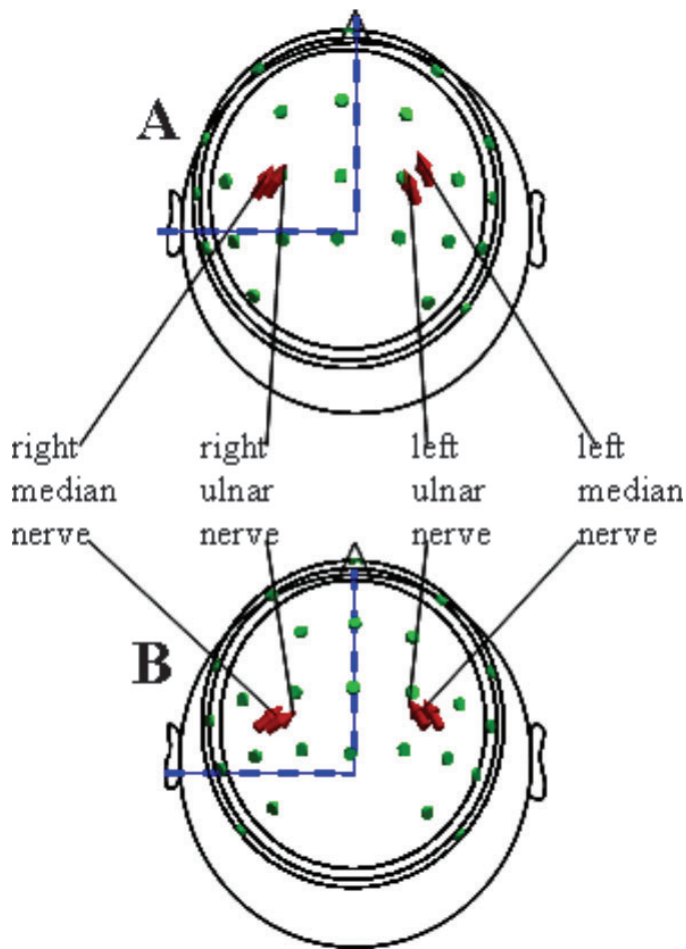 A
right
median
nerve
right
ulnar
nerve
left
ulnar
nerve
left
median
nerve
B